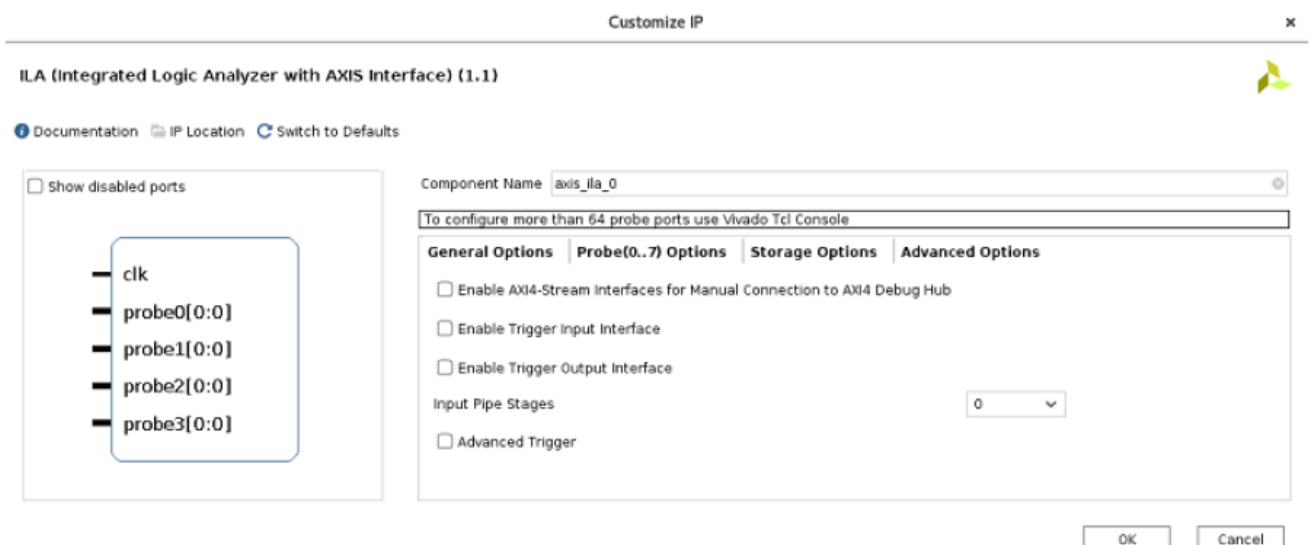 Customize IP
ILA (Integrated Logic Analyzer with AXIS Interface) (1.1)
Documentation IP Location Switch to Defaults
Show disabled ports
clk
probe0[0:0]
probe1[0:0]
probe2[0:0]
probe3[0:0]
Component Name axis_ila_0
To configure more than 64 probe ports use Vivado Tcl Console
General Options Probe(0..7) Options Storage Options Advanced Options
Enable AXI4-Stream Interfaces for Manual Connection to AXI4 Debug Hub
Enable Trigger Input Interface
Enable Trigger Output Interface
Input Pipe Stages 0
Advanced Trigger
OK Cancel